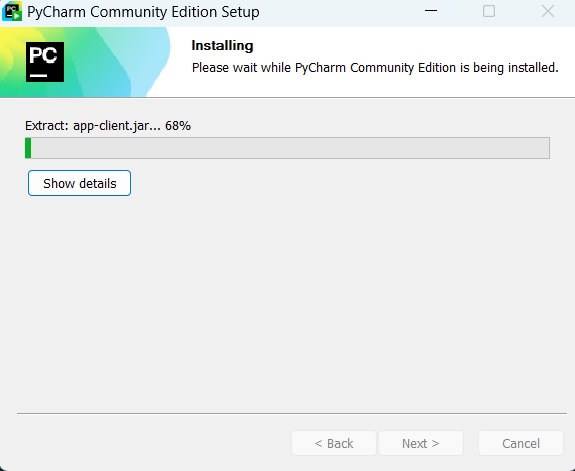 PyCharm Community Edition Setup
PC
Installing
Please wait while PyCharm Community Edition is being installed.
Extract: app-client.jar... 68%
Show details
< Back
Next >
Cancel